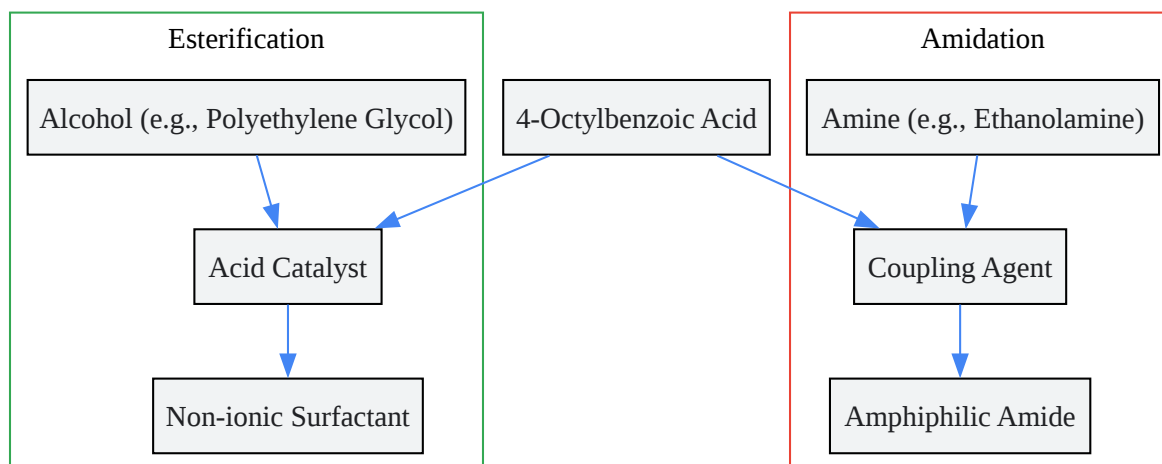 Esterification
Amidation
Alcohol (e.g., Polyethylene Glycol)
4-Octylbenzoic Acid
Amine (e.g., Ethanolamine)
Acid Catalyst
Coupling Agent
Non-ionic Surfactant
Amphiphilic Amide